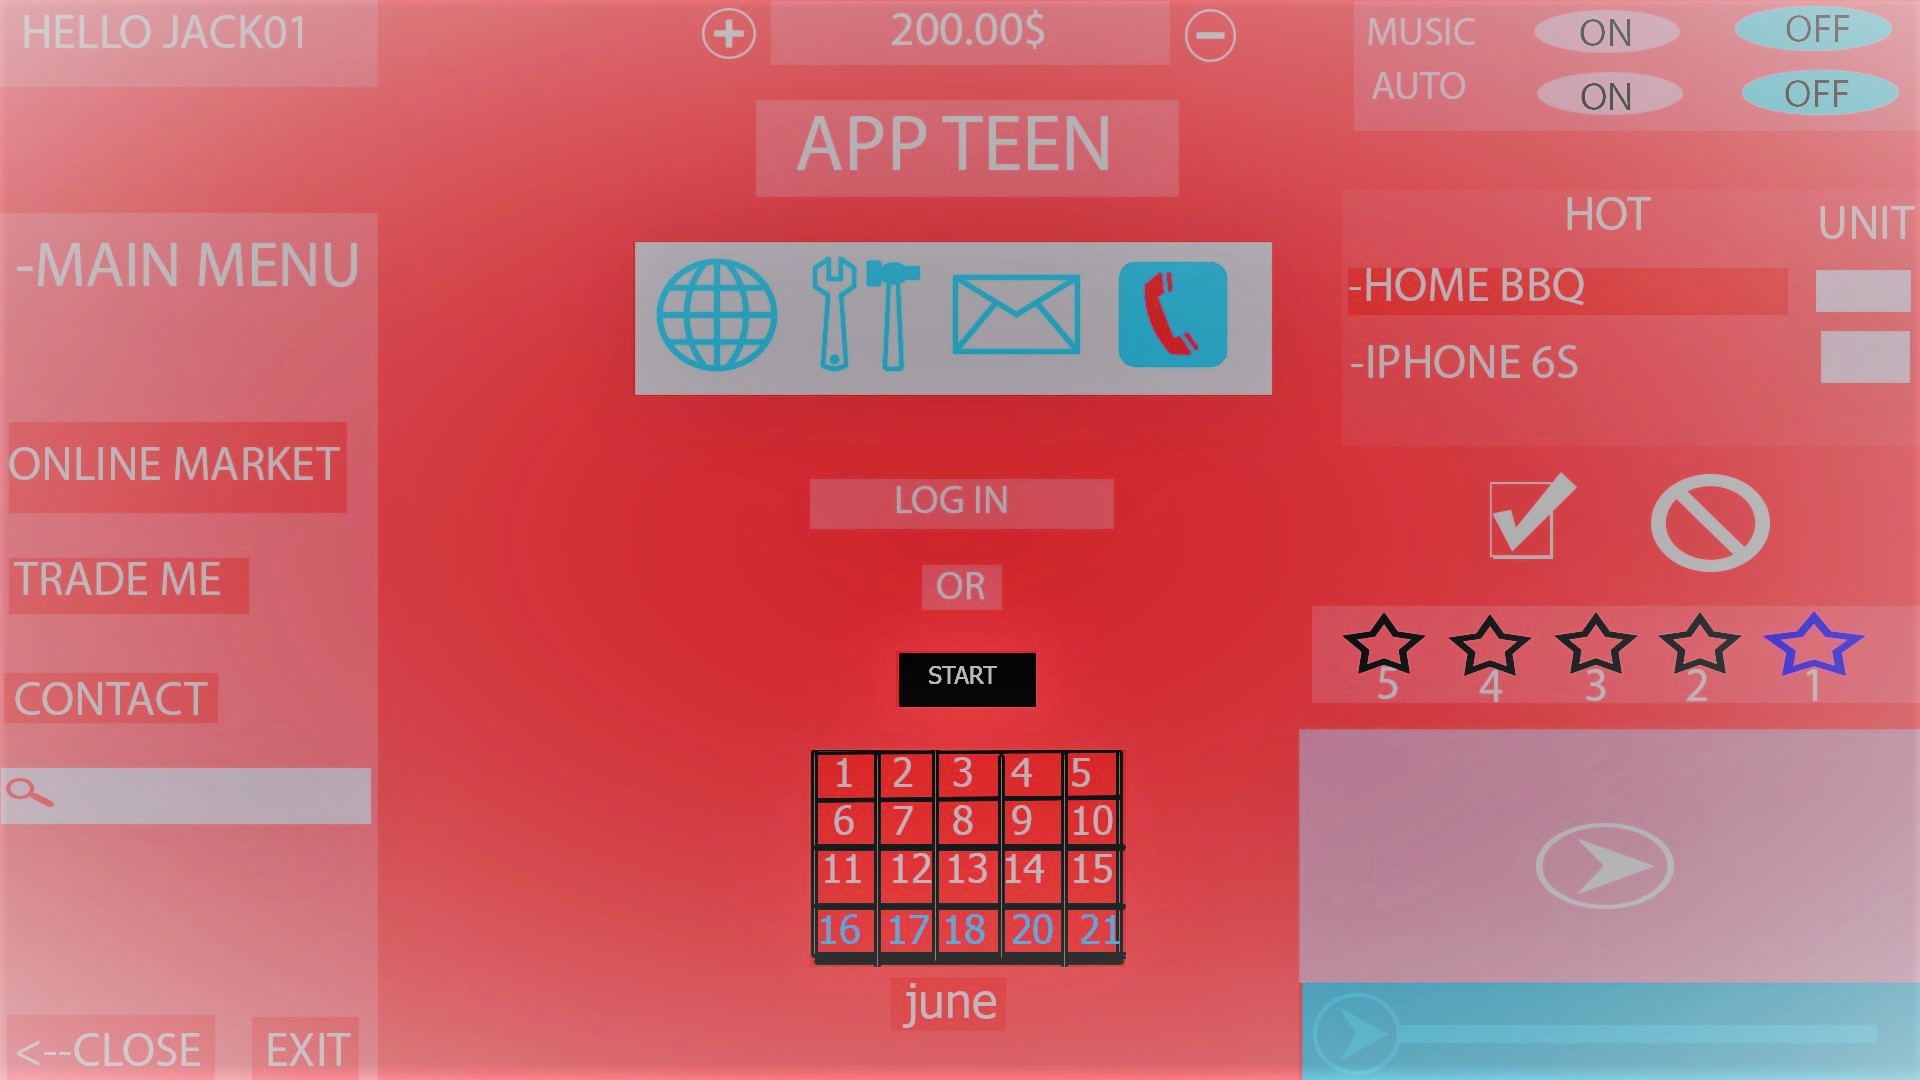 HELLO JACK01
200.00$
MUSIC ON OFF
AUTO ON OFF
APP TEEN
HOT UNIT
-HOME BBQ
-IPHONE 6S
-MAIN MENU
ONLINE MARKET
TRADE ME
CONTACT
<--CLOSE EXIT
LOG IN
OR
START
5 4 3 2 1
1 2 3 4 5
6 7 8 9 10
11 12 13 14 15
16 17 18 20 21
june